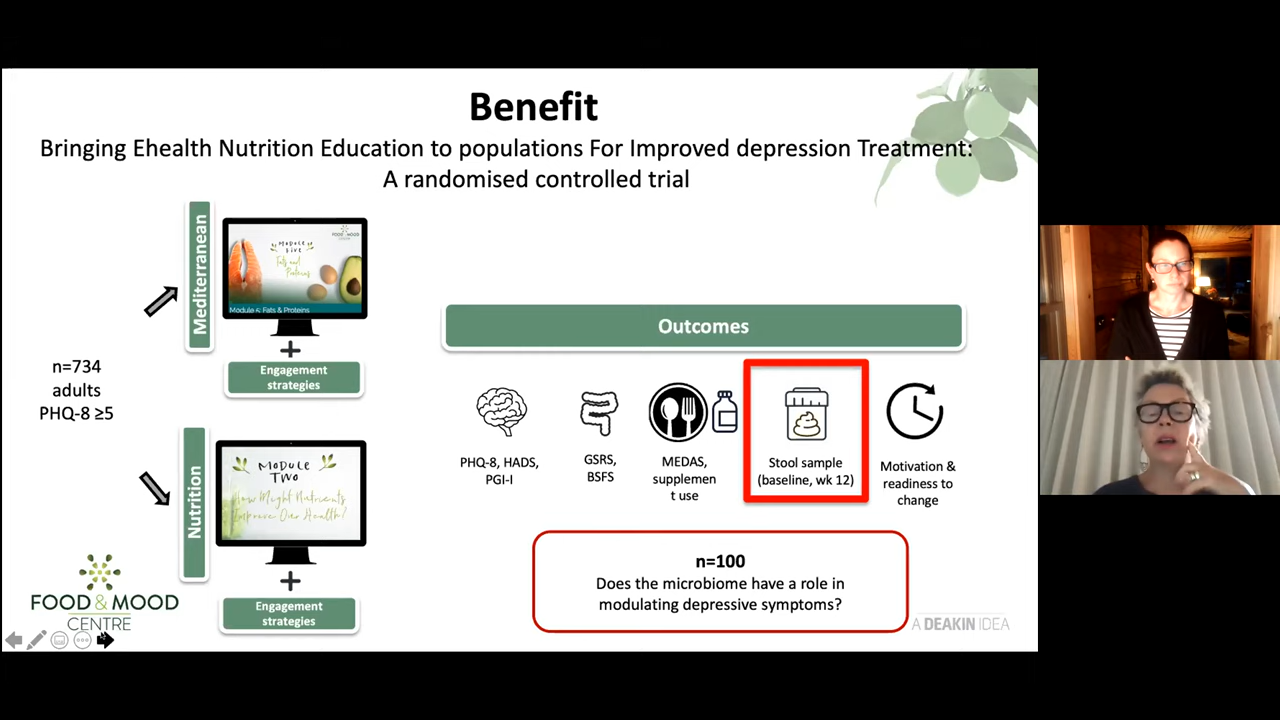 Benefit
Bringing Ehealth Nutrition Education to populations For Improved depression Treatment:
A randomised controlled trial
Mediterranean
FOOD & MOOD
CENTRE
MODULE
FIVE
Fats and
Proteins
Module 5: Fats & Proteins
Engagement
strategies
n=734
adults
PHQ-8 ≥5
Nutrition
MODULE
TWO
How Might Nutrients
Improve Our Health?
Engagement
strategies
Outcomes
PHQ-8, HADS,
PGI-I
GSRS,
BSFS
MEDAS,
supplemen
t use
Stool sample
(baseline, wk 12)
Motivation &
readiness to
change
n=100
Does the microbiome have a role in
modulating depressive symptoms?
FOOD & MOOD
CENTRE
A DEAKIN IDEA